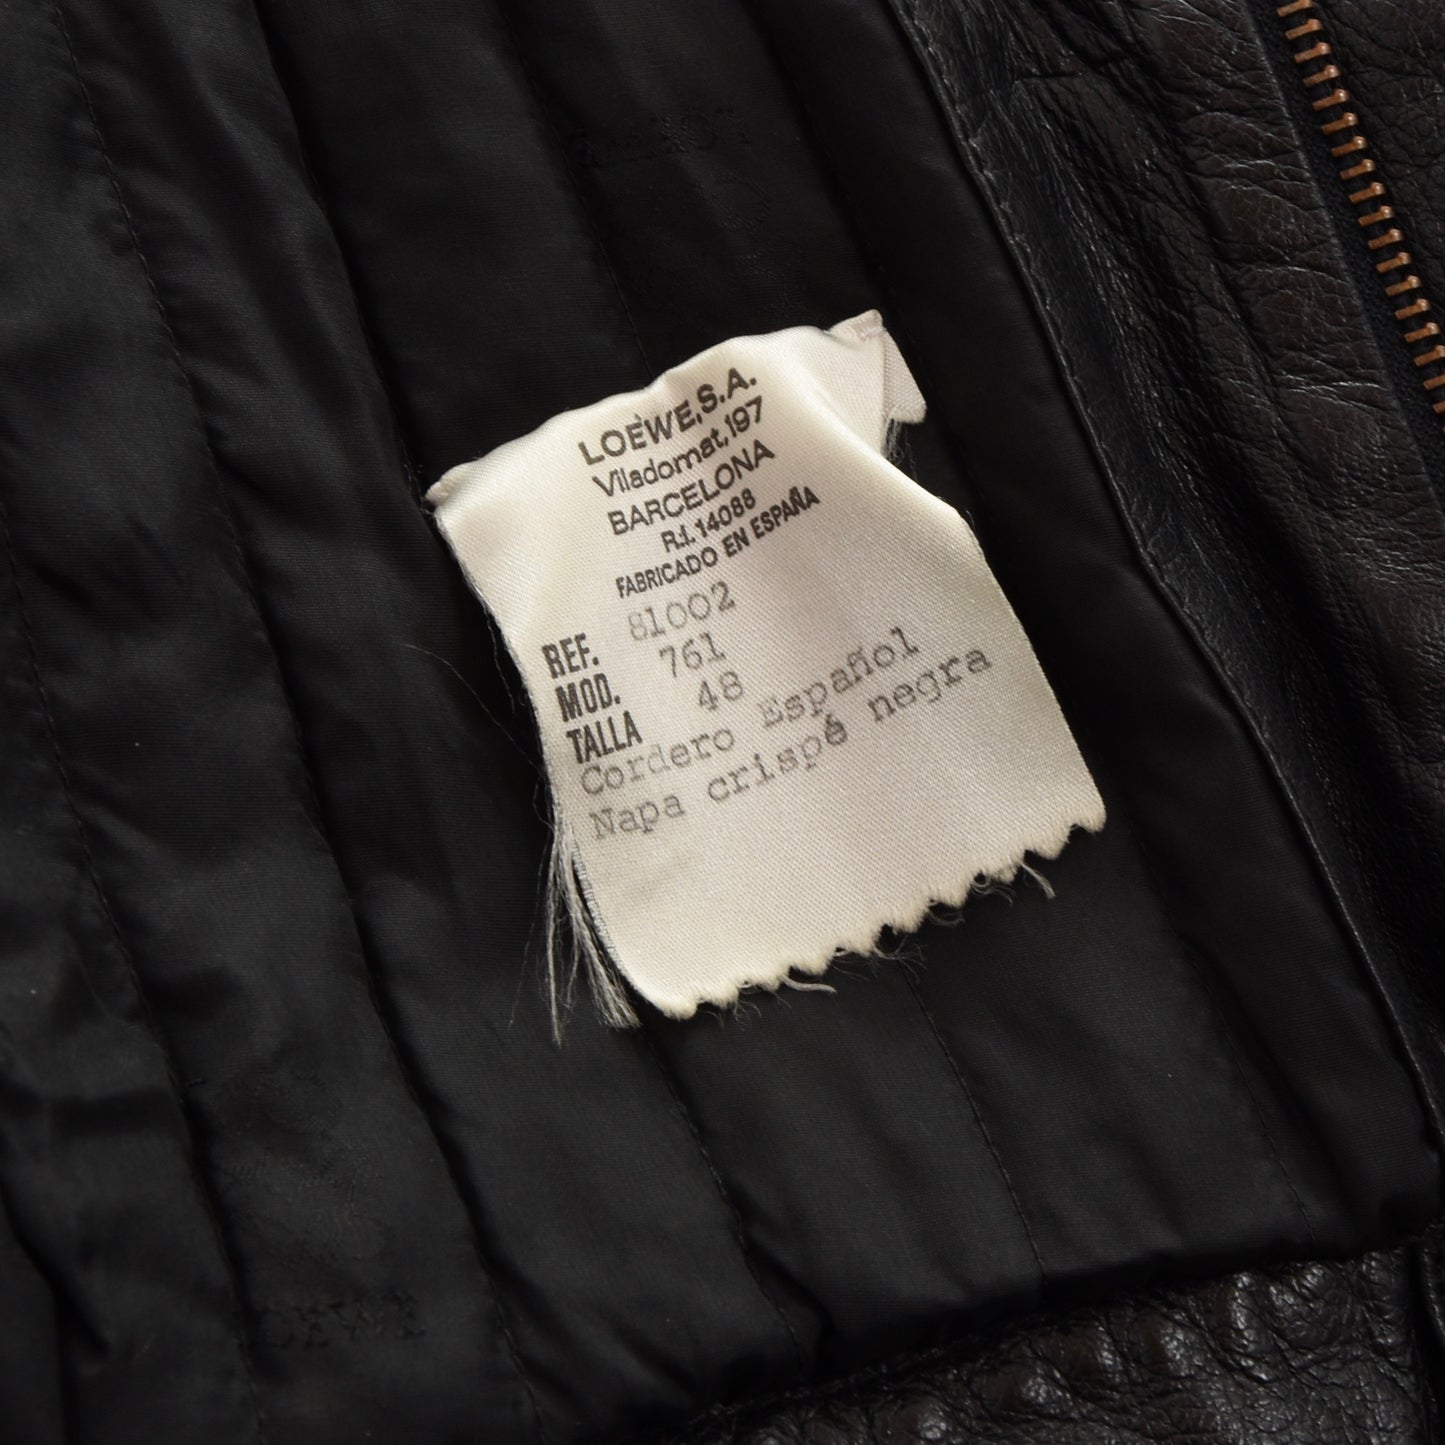 LOEWE, S.A.
Viladomat, 197
BARCELONA
R.I. 14088
FABRICADO EN ESPAÑA
REF. 81002
MOD. 761
TALLA 48
Cordero Español
Napa crispé negra
LOEWE